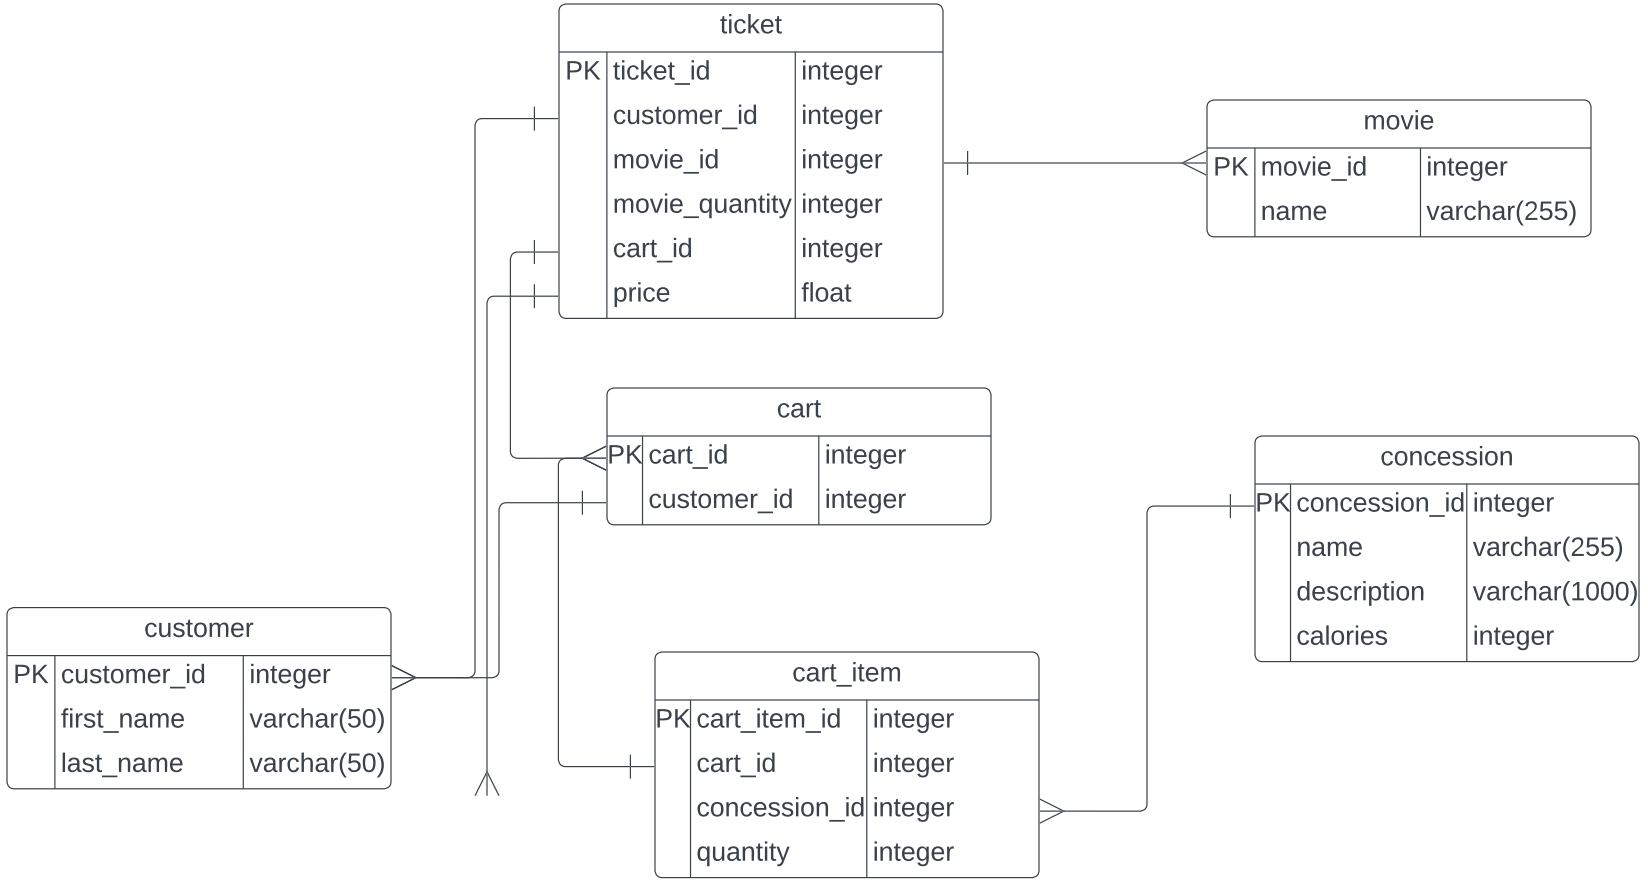 ticket
PK ticket_id integer
customer_id integer
movie_id integer
movie_quantity integer
cart_id integer
price float
movie
PK movie_id integer
name varchar(255)
cart
PK cart_id integer
customer_id integer
concession
PK concession_id integer
name varchar(255)
description varchar(1000)
calories integer
customer
PK customer_id integer
first_name varchar(50)
last_name varchar(50)
cart_item
PK cart_item_id integer
cart_id integer
concession_id integer
quantity integer